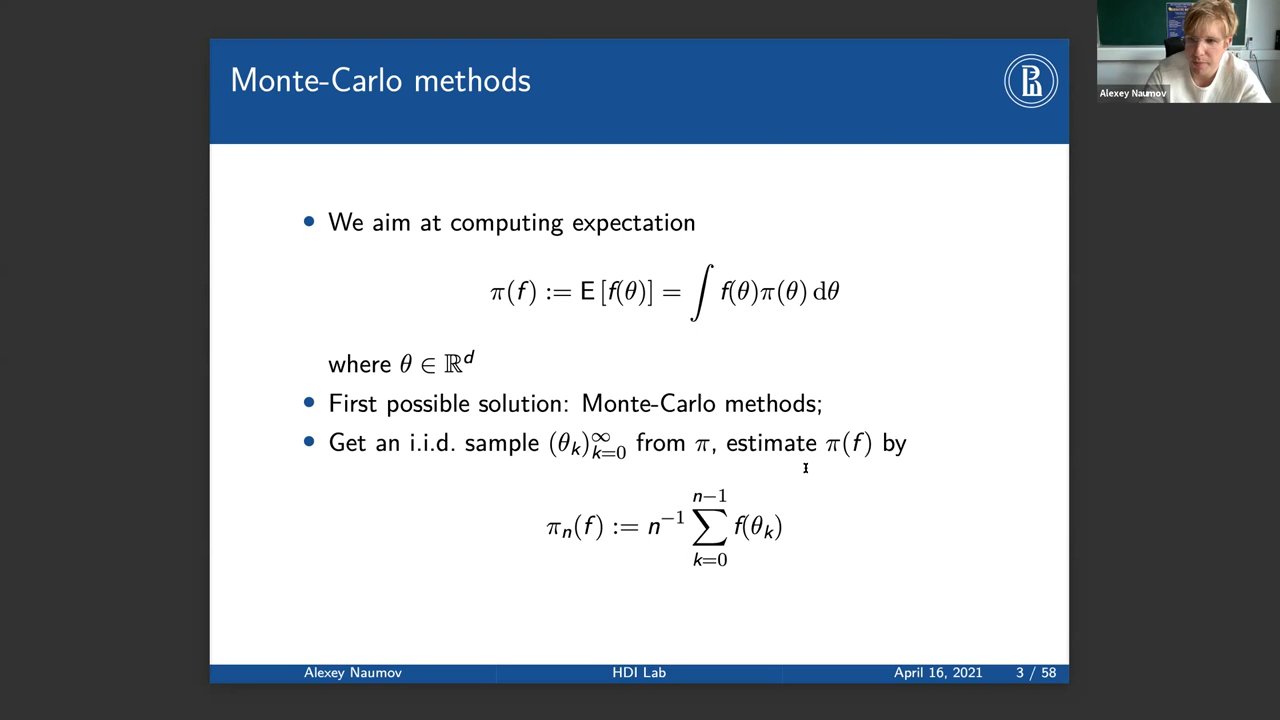 Monte-Carlo methods
Alexey Naumov
• We aim at computing expectation
π(f) := E [f(θ)] = ∫ f(θ)π(θ) dθ
where θ ∈ ℝ^d
• First possible solution: Monte-Carlo methods;
• Get an i.i.d. sample (θ_k)_{k=0}^∞ from π, estimate π(f) by
π_n(f) := n^{-1} ∑_{k=0}^{n−1} f(θ_k)
Alexey Naumov HDI Lab April 16, 2021 3 / 58